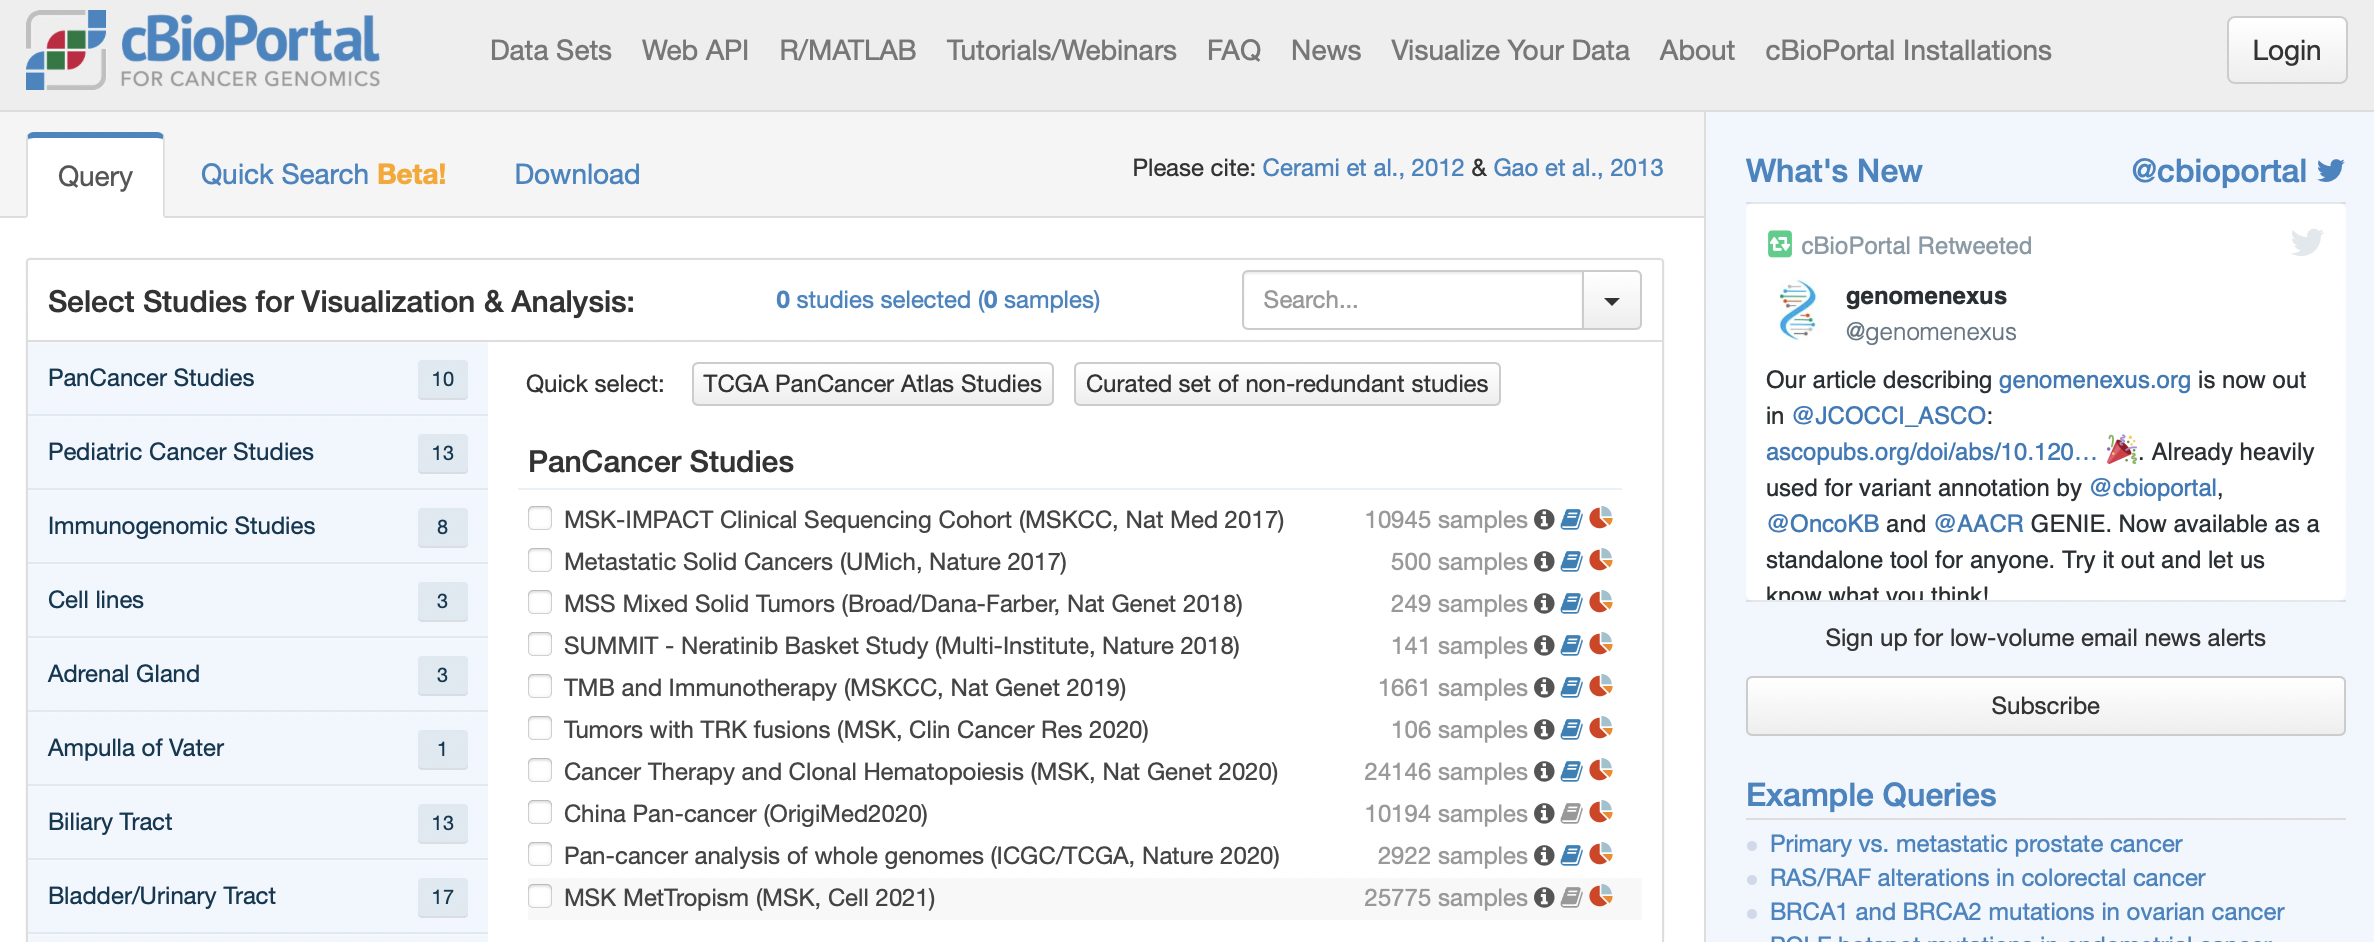 cBioPortal
FOR CANCER GENOMICS
Data Sets Web API R/MATLAB Tutorials/Webinars FAQ News Visualize Your Data About cBioPortal Installations Login
Query Quick Search Beta! Download
Please cite: Cerami et al., 2012 & Gao et al., 2013
Select Studies for Visualization & Analysis: 0 studies selected (0 samples) Search...
PanCancer Studies 10
Pediatric Cancer Studies 13
Immunogenomic Studies 8
Cell lines 3
Adrenal Gland 3
Ampulla of Vater 1
Biliary Tract 13
Bladder/Urinary Tract 17
Quick select: TCGA PanCancer Atlas Studies Curated set of non-redundant studies
PanCancer Studies
MSK-IMPACT Clinical Sequencing Cohort (MSKCC, Nat Med 2017) 10945 samples
Metastatic Solid Cancers (UMich, Nature 2017) 500 samples
MSS Mixed Solid Tumors (Broad/Dana-Farber, Nat Genet 2018) 249 samples
SUMMIT - Neratinib Basket Study (Multi-Institute, Nature 2018) 141 samples
TMB and Immunotherapy (MSKCC, Nat Genet 2019) 1661 samples
Tumors with TRK fusions (MSK, Clin Cancer Res 2020) 106 samples
Cancer Therapy and Clonal Hematopoiesis (MSK, Nat Genet 2020) 24146 samples
China Pan-cancer (OrigiMed2020) 10194 samples
Pan-cancer analysis of whole genomes (ICGC/TCGA, Nature 2020) 2922 samples
MSK MetTropism (MSK, Cell 2021) 25775 samples
What's New @cbioportal
cBioPortal Retweeted
genomenexus
@genomenexus
Our article describing genomenexus.org is now out
in @JCOCCI_ASCO:
ascopubs.org/doi/abs/10.120… 🎉. Already heavily
used for variant annotation by @cbioportal,
@OncoKB and @AACR GENIE. Now available as a
standalone tool for anyone. Try it out and let us
know what you think!
Sign up for low-volume email news alerts
Subscribe
Example Queries
Primary vs. metastatic prostate cancer
RAS/RAF alterations in colorectal cancer
BRCA1 and BRCA2 mutations in ovarian cancer
POLE hotspot mutations in endometrial cancer